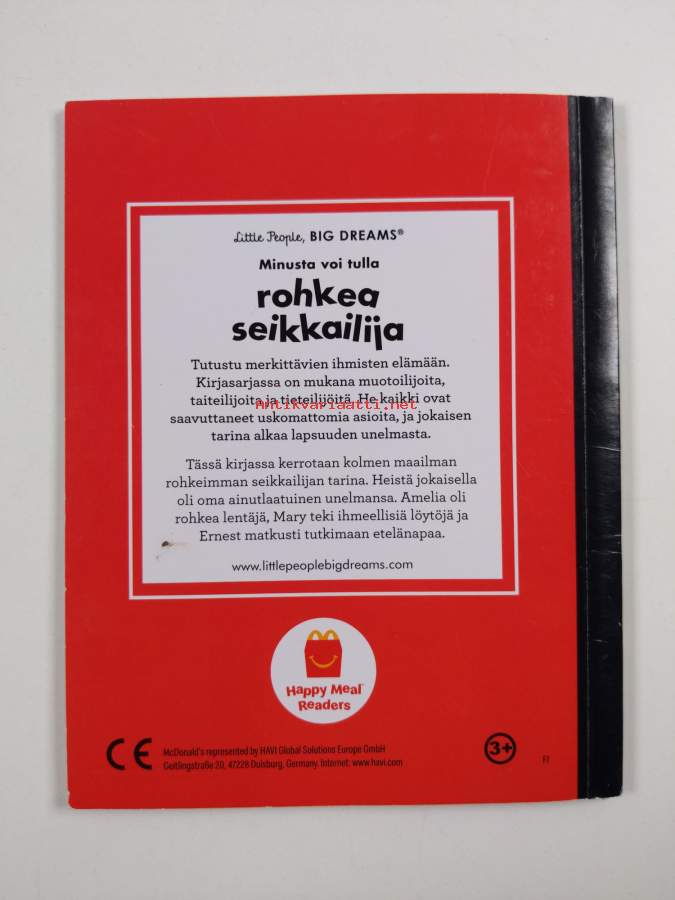 Little People, BIG DREAMS®
Minusta voi tulla
rohkea
seikkailija
Tutustu merkittävien ihmisten elämään.
Kirjasarjassa on mukana muotoilijoita,
taiteilijoita ja tieteilijöitä. He kaikki ovat
Antikvariaatti.net
saavuttaneet uskomattomia asioita, ja jokaisen
tarina alkaa lapsuuden unelmasta.
Tässä kirjassa kerrotaan kolmen maailman
rohkeimman seikkailijan tarina. Heistä jokaisella
oli oma ainutlaatuinen unelmansa. Amelia oli
rohkea lentäjä, Mary teki ihmeellisiä löytöjä ja
Ernest matkusti tutkimaan etelänapaa.
www.littlepeoplebigdreams.com
Happy Meal™
Readers
CE
McDonald's represented by HAVI Global Solutions Europe GmbH
Geitlingstraße 20, 47228 Duisburg, Germany. Internet: www.havi.com
3+
FI